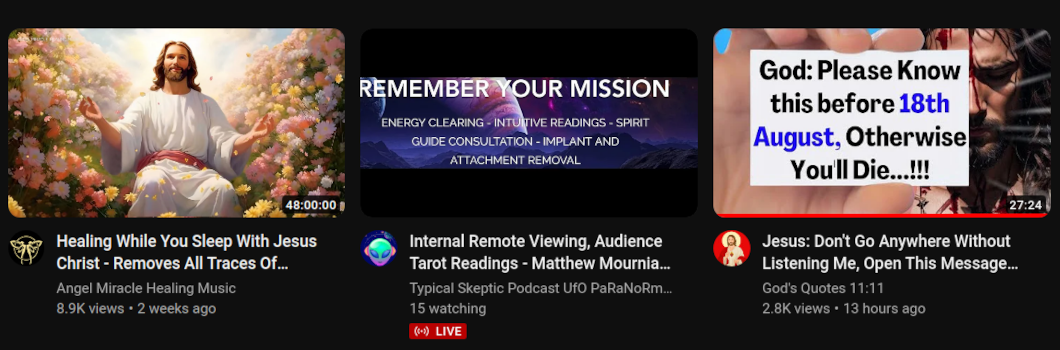 48:00:00
Healing While You Sleep With Jesus
Christ - Removes All Traces Of...
Angel Miracle Healing Music
8.9K views • 2 weeks ago
REMEMBER YOUR MISSION
ENERGY CLEARING - INTUITIVE READINGS - SPIRIT
GUIDE CONSULTATION - IMPLANT AND
ATTACHMENT REMOVAL
Internal Remote Viewing, Audience
Tarot Readings - Matthew Mournia...
Typical Skeptic Podcast UfO PaRaNoRm...
15 watching
LIVE
God: Please Know
this before 18th
August, Otherwise
You'll Die...!!!
27:24
Jesus: Don't Go Anywhere Without
Listening Me, Open This Message...
God's Quotes 11:11
2.8K views • 13 hours ago